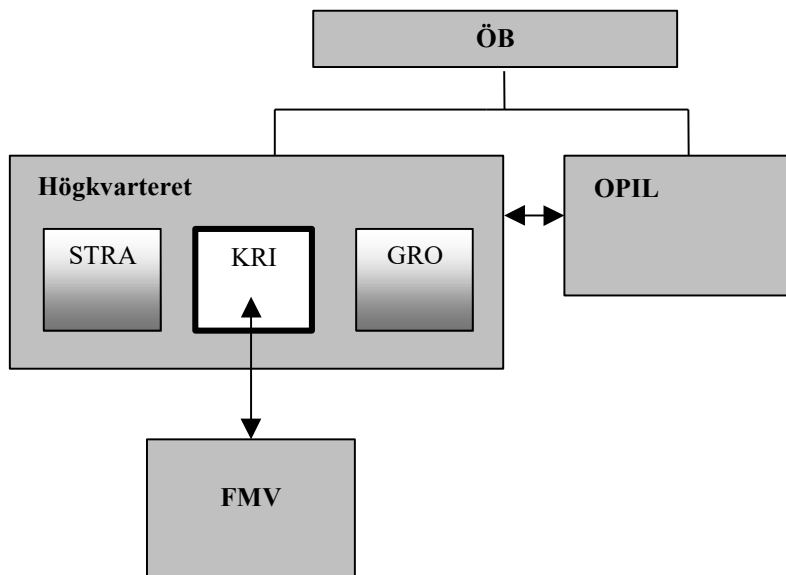 ÖB
Högkvarteret
OPIL
STRA
KRI
GRO
FMV